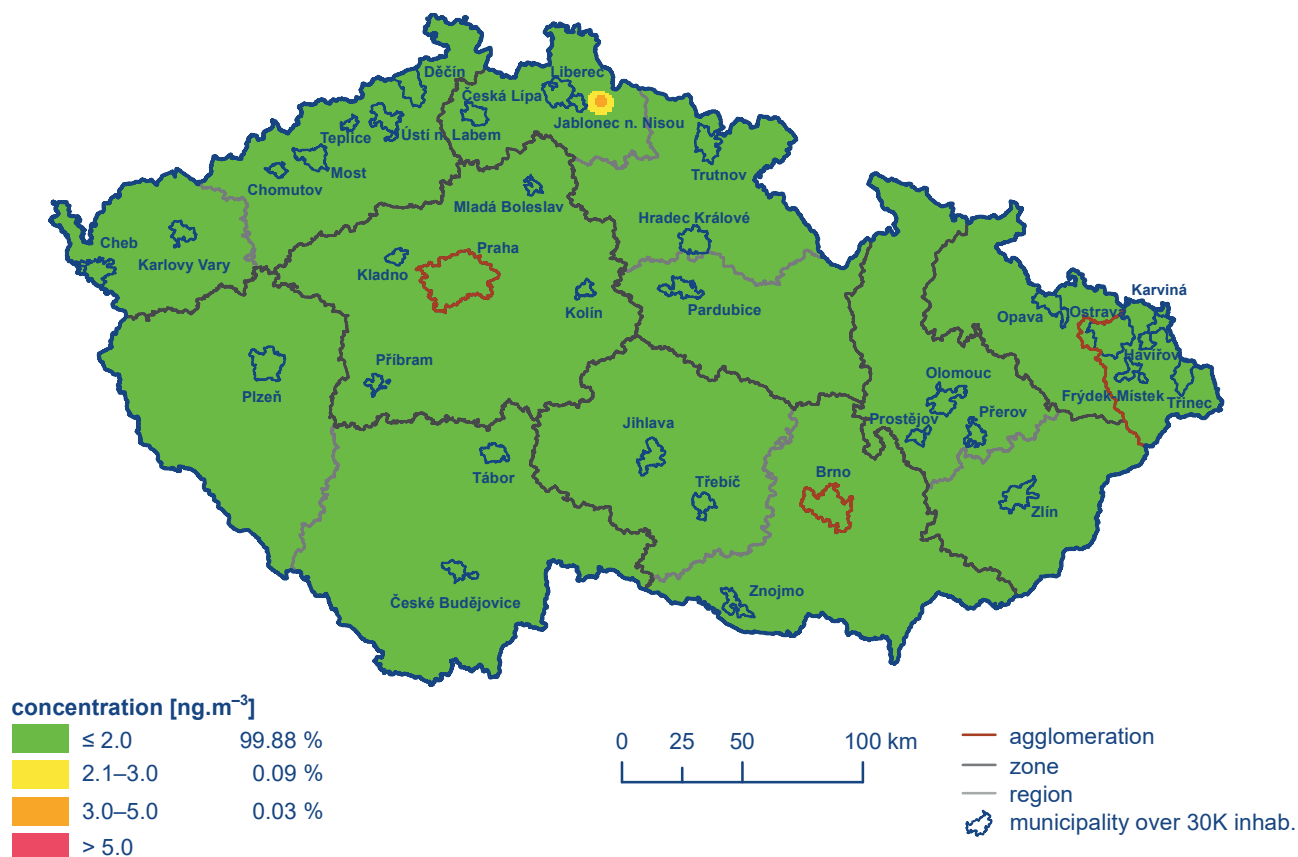 Děčín
Liberec
Česká Lípa
Jablonec n. Nisou
Teplice
Ústí n. Labem
Most
Chomutov
Trutnov
Mladá Boleslav
Hradec Králové
Cheb
Karlovy Vary
Praha
Kladno
Kolín
Pardubice
Karviná
Opava
Ostrava
Havířov
Příbram
Plzeň
Olomouc
Frýdek-Místek
Třinec
Prostějov
Přerov
Jihlava
Tábor
Třebíč
Brno
Zlín
Znojmo
České Budějovice
concentration [ng.m⁻³]
≤ 2.0 99.88 %
2.1–3.0 0.09 %
3.0–5.0 0.03 %
> 5.0
0 25 50 100 km
agglomeration
zone
region
municipality over 30K inhab.